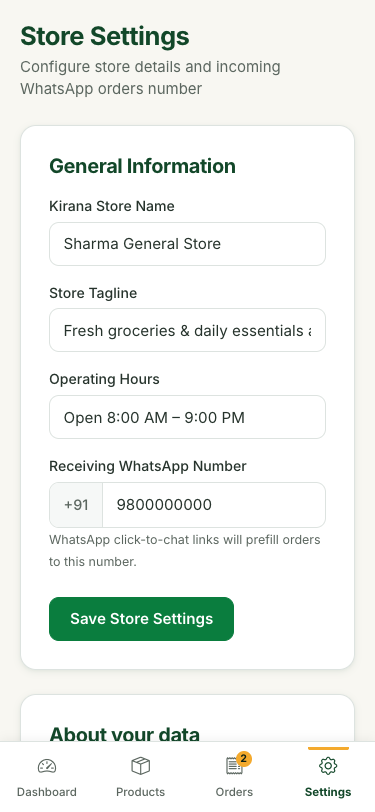 Store Settings
Configure store details and incoming
WhatsApp orders number
General Information
Kirana Store Name
Sharma General Store
Store Tagline
Fresh groceries & daily essentials
Operating Hours
Open 8:00 AM – 9:00 PM
Receiving WhatsApp Number
+91 9800000000
WhatsApp click-to-chat links will prefill orders
to this number.
Save Store Settings
About your data
2
Dashboard Products Orders Settings